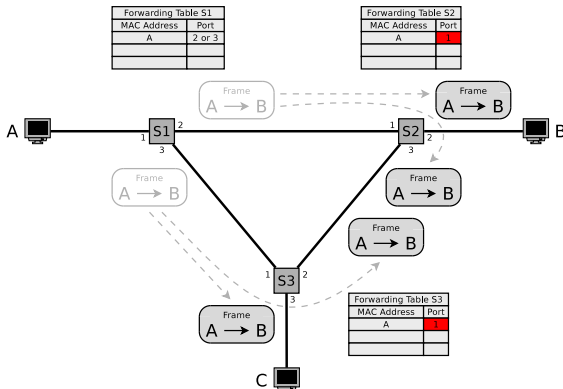 Forwarding Table S1
MAC Address Port
A 2 or 3
Forwarding Table S2
MAC Address Port
A 1
Frame
A → B
Frame
A → B
A
1
S1
2
3
1
S2
2
3
B
Frame
A → B
Frame
A → B
Frame
A → B
1
S3
2
3
Frame
A → B
Forwarding Table S3
MAC Address Port
A 1
C